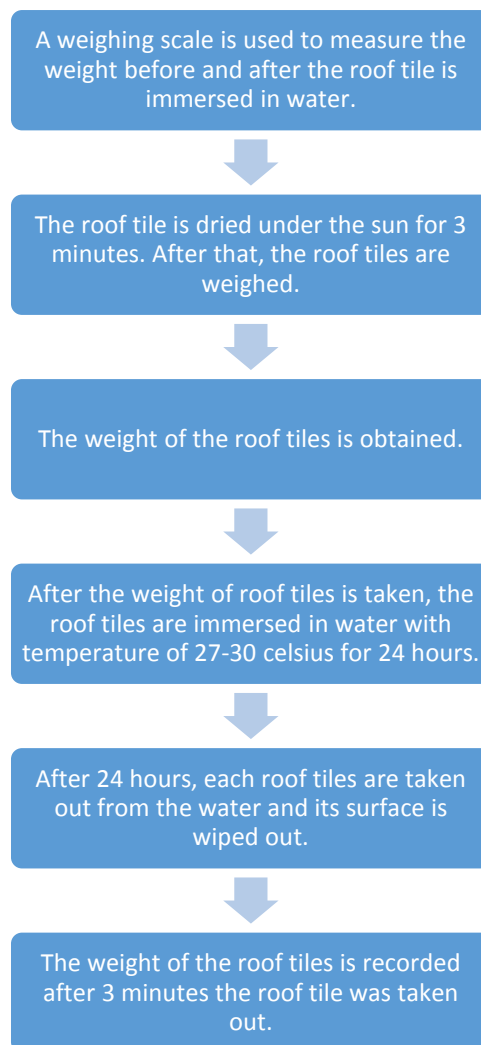 A weighing scale is used to measure the
weight before and after the roof tile is
immersed in water.
The roof tile is dried under the sun for 3
minutes. After that, the roof tiles are
weighed.
The weight of the roof tiles is obtained.
After the weight of roof tiles is taken, the
roof tiles are immersed in water with
temperature of 27-30 celsius for 24 hours.
After 24 hours, each roof tiles are taken
out from the water and its surface is
wiped out.
The weight of the roof tiles is recorded
after 3 minutes the roof tile was taken
out.